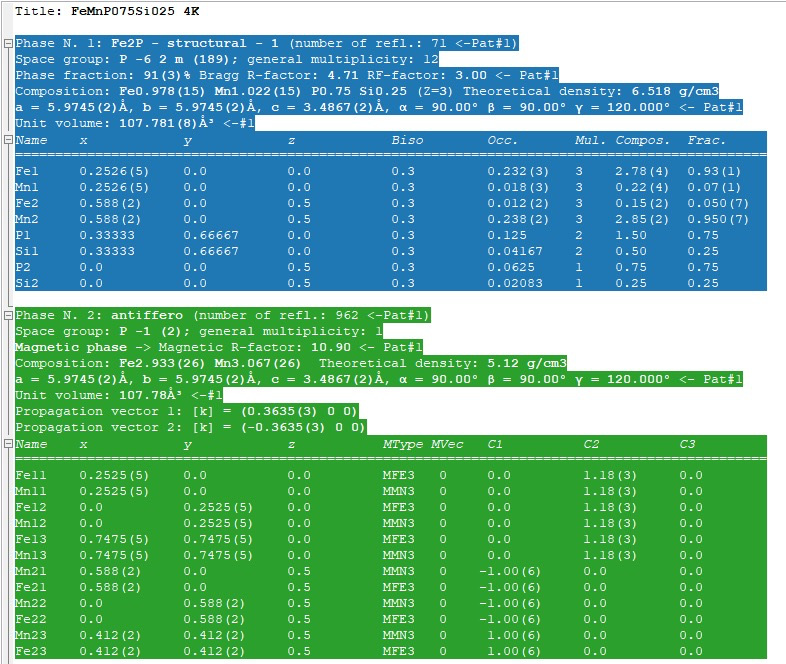 Title: FeMnP075Si025 4K
Phase N. 1: Fe2P - structural - 1 (number of refl.: 71 <-Pat#1)
Space group: P -6 2 m (189); general multiplicity: 12
Phase fraction: 91(3)% Bragg R-factor: 4.71 RF-factor: 3.00 <- Pat#1
Composition: Fe0.978(15) Mn1.022(15) P0.75 Si0.25 (Z=3) Theoretical density: 6.518 g/cm3
a = 5.9745(2)Å, b = 5.9745(2)Å, c = 3.4867(2)Å, α = 90.00° β = 90.00° γ = 120.000° <- Pat#1
Unit volume: 107.781(8)Å³ <-#1
Name x y z Biso Occ. Mul. Compos. Frac.
Fe1 0.2526(5) 0.0 0.0 0.3 0.232(3) 3 2.78(4) 0.93(1)
Mn1 0.2526(5) 0.0 0.0 0.3 0.018(3) 3 0.22(4) 0.07(1)
Fe2 0.588(2) 0.0 0.5 0.3 0.012(2) 3 0.15(2) 0.050(7)
Mn2 0.588(2) 0.0 0.5 0.3 0.238(2) 3 2.85(2) 0.950(7)
P1 0.33333 0.66667 0.0 0.3 0.125 2 1.50 0.75
Si1 0.33333 0.66667 0.0 0.3 0.04167 2 0.50 0.25
P2 0.0 0.0 0.5 0.3 0.0625 1 0.75 0.75
Si2 0.0 0.0 0.5 0.3 0.02083 1 0.25 0.25
Phase N. 2: antiffero (number of refl.: 962 <-Pat#1)
Space group: P -1 (2); general multiplicity: 1
Magnetic phase -> Magnetic R-factor: 10.90 <- Pat#1
Composition: Fe2.933(26) Mn3.067(26) Theoretical density: 5.12 g/cm3
a = 5.9745(2)Å, b = 5.9745(2)Å, c = 3.4867(2)Å, α = 90.00° β = 90.00° γ = 120.000° <- Pat#1
Unit volume: 107.78Å³ <-#1
Propagation vector 1: [k] = (0.3635(3) 0 0)
Propagation vector 2: [k] = (-0.3635(3) 0 0)
Name x y z MType MVec C1 C2 C3
Fe11 0.2525(5) 0.0 0.0 MFE3 0 0.0 1.18(3) 0.0
Mn11 0.2525(5) 0.0 0.0 MMN3 0 0.0 1.18(3) 0.0
Fe12 0.0 0.2525(5) 0.0 MFE3 0 0.0 1.18(3) 0.0
Mn12 0.0 0.2525(5) 0.0 MMN3 0 0.0 1.18(3) 0.0
Fe13 0.7475(5) 0.7475(5) 0.0 MFE3 0 0.0 1.18(3) 0.0
Mn13 0.7475(5) 0.7475(5) 0.0 MMN3 0 0.0 1.18(3) 0.0
Mn21 0.588(2) 0.0 0.5 MMN3 0 -1.00(6) 0.0 0.0
Fe21 0.588(2) 0.0 0.5 MFE3 0 -1.00(6) 0.0 0.0
Mn22 0.0 0.588(2) 0.5 MMN3 0 -1.00(6) 0.0 0.0
Fe22 0.0 0.588(2) 0.5 MFE3 0 -1.00(6) 0.0 0.0
Mn23 0.412(2) 0.412(2) 0.5 MMN3 0 1.00(6) 0.0 0.0
Fe23 0.412(2) 0.412(2) 0.5 MFE3 0 1.00(6) 0.0 0.0